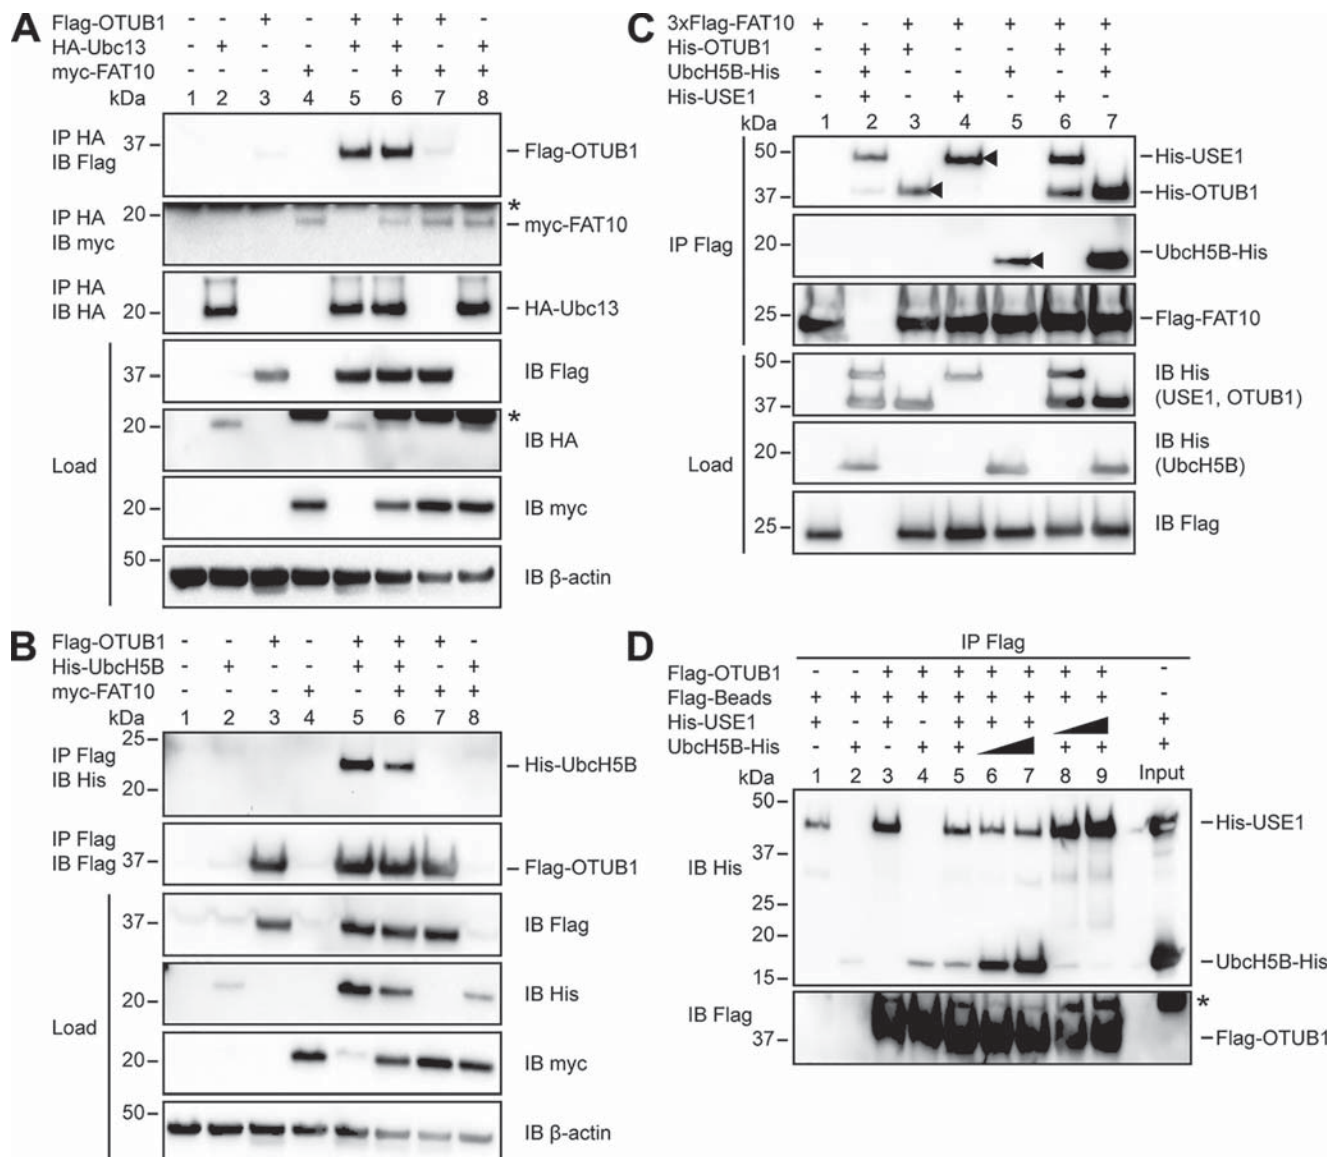 A
Flag-OTUB1 - - + - + + + -
HA-Ubc13 - + - - + + - +
myc-FAT10 - - - + - + + +
kDa 1 2 3 4 5 6 7 8
IP HA
IB Flag
37
Flag-OTUB1
IP HA
IB myc
20
*
myc-FAT10
IP HA
IB HA
20
HA-Ubc13
Load
37
IB Flag
20
*
IB HA
20
IB myc
50
IB β-actin
B
Flag-OTUB1 - - + - + + + -
His-UbcH5B - + - - + + - +
myc-FAT10 - - - + - + + +
kDa 1 2 3 4 5 6 7 8
25
IP Flag
IB His
20
His-UbcH5B
IP Flag
IB Flag
37
Flag-OTUB1
Load
37
IB Flag
20
IB His
20
IB myc
50
IB β-actin
C
3xFlag-FAT10 + - + + + + +
His-OTUB1 - + + - - + +
UbcH5B-His - + - - + - +
His-USE1 - + - + - + -
kDa 1 2 3 4 5 6 7
IP Flag
50
His-USE1
37
His-OTUB1
20
UbcH5B-His
25
Flag-FAT10
Load
50
37
IB His
(USE1, OTUB1)
20
IB His
(UbcH5B)
25
IB Flag
D
IP Flag
Flag-OTUB1 - - + + + + + + + -
Flag-Beads + + + + + + + + + -
His-USE1 + - + - + + + +
UbcH5B-His - + - + + + + +
kDa 1 2 3 4 5 6 7 8 9 Input
IB His
50
His-USE1
37
25
20
UbcH5B-His
15
IB Flag
*
37
Flag-OTUB1